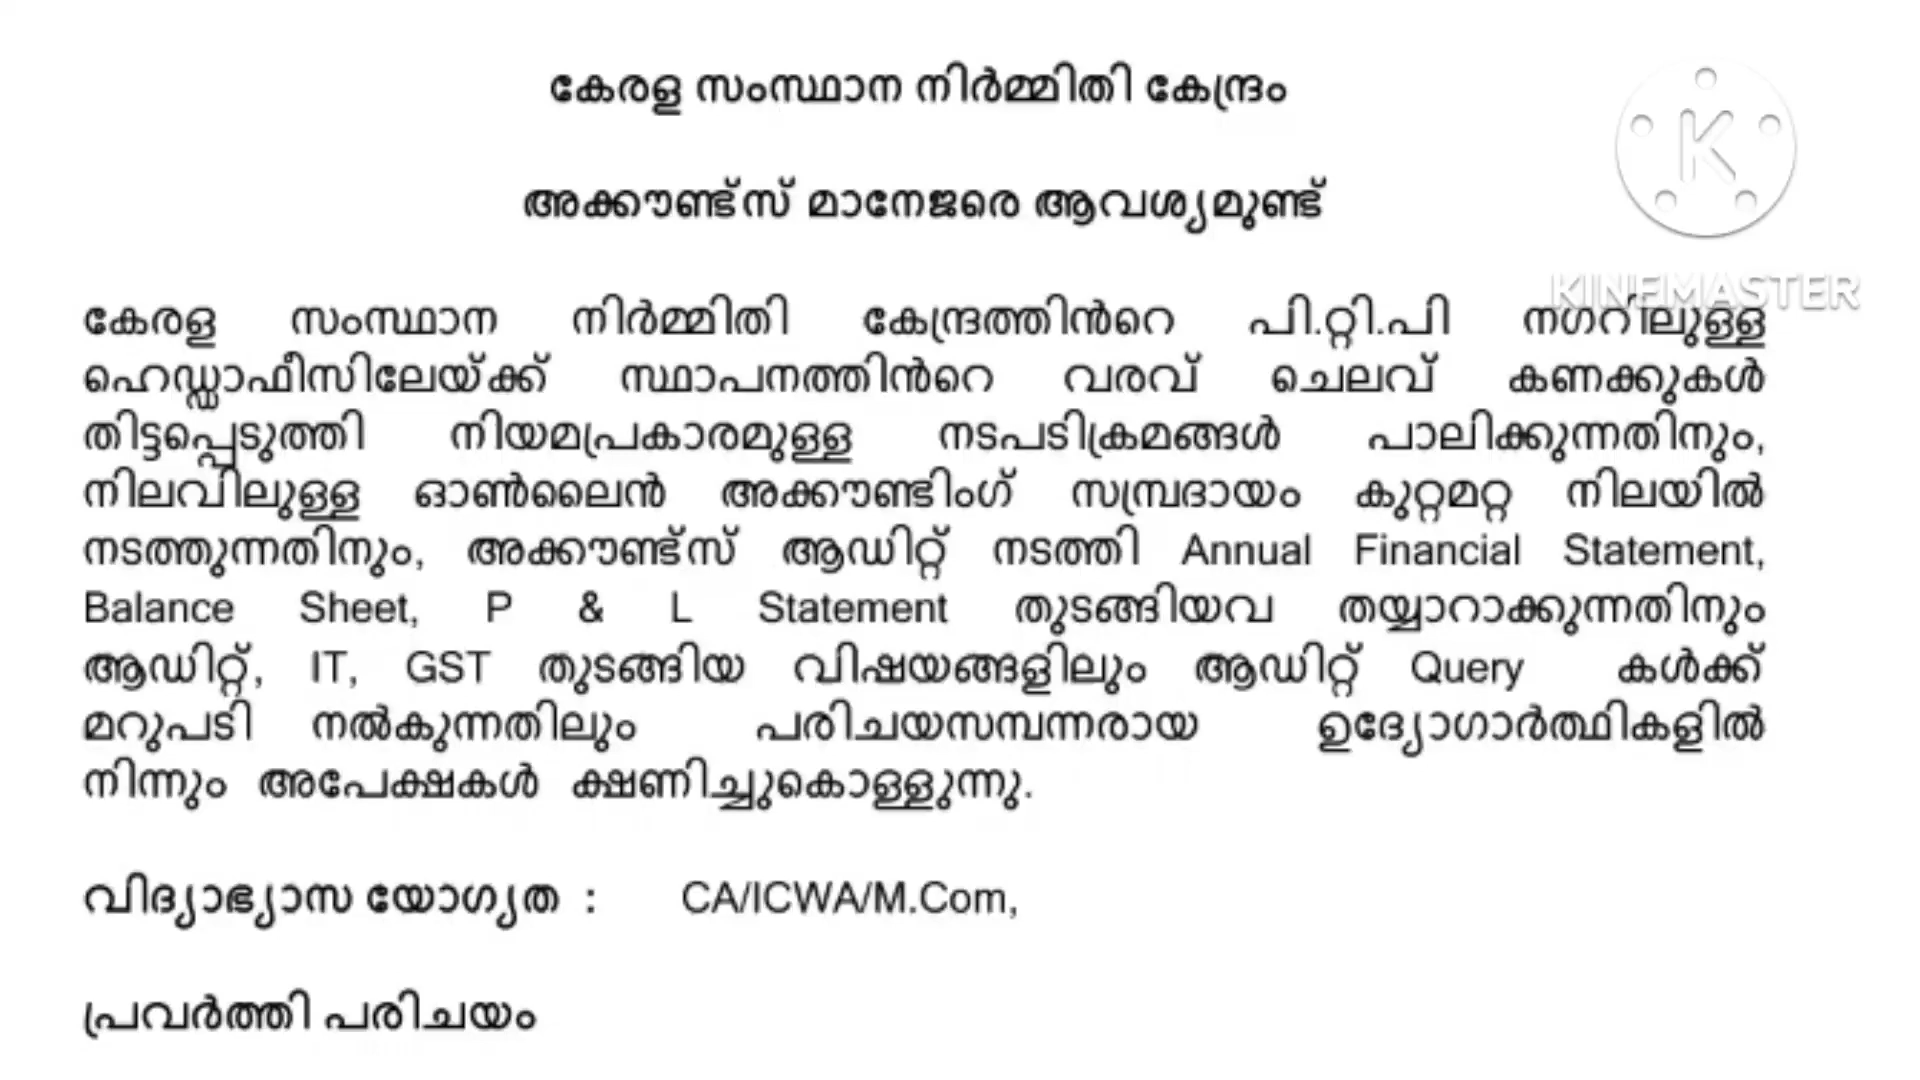 കേരള സംസ്ഥാന നിർമ്മിതി കേന്ദ്രം
അക്കൗണ്ട്സ് മാനേജരെ ആവശ്യമുണ്ട്
KINEMASTER
കേരള സംസ്ഥാന നിർമ്മിതി കേന്ദ്രത്തിൻറെ പി.റ്റി.പി നഗറിലുള്ള
ഹെഡ്ഡാഫീസിലേയ്ക്ക് സ്ഥാപനത്തിൻറെ വരവ് ചെലവ് കണക്കുകൾ
തിട്ടപ്പെടുത്തി നിയമപ്രകാരമുള്ള നടപടിക്രമങ്ങൾ പാലിക്കുന്നതിനും,
നിലവിലുള്ള ഓൺലൈൻ അക്കൗണ്ടിംഗ് സമ്പ്രദായം കുറ്റമറ്റ നിലയിൽ
നടത്തുന്നതിനും, അക്കൗണ്ട്സ് ആഡിറ്റ് നടത്തി Annual Financial Statement,
Balance Sheet, P & L Statement തുടങ്ങിയവ തയ്യാറാക്കുന്നതിനും
ആഡിറ്റ്, IT, GST തുടങ്ങിയ വിഷയങ്ങളിലും ആഡിറ്റ് Query കൾക്ക്
മറുപടി നൽകുന്നതിലും പരിചയസമ്പന്നരായ ഉദ്യോഗാർത്ഥികളിൽ
നിന്നും അപേക്ഷകൾ ക്ഷണിച്ചുകൊള്ളുന്നു.
വിദ്യാഭ്യാസ യോഗ്യത : CA/ICWA/M.Com,
പ്രവർത്തി പരിചയം